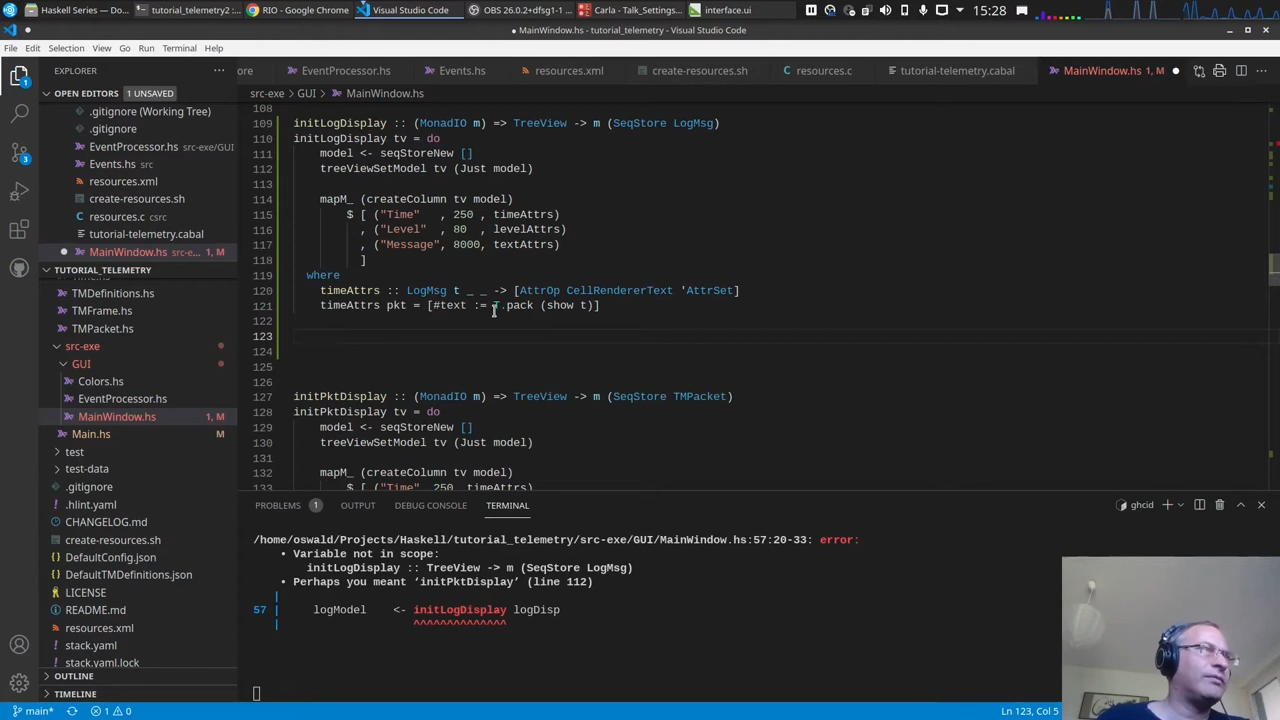 Haskell Series —
tutorial_telemetry2 :
RIO - Google Chrome
Visual Studio Code
OBS 26.0.2+dfsg1-1 -
Carla - Talk_Settings.
interface.ui
15:28
MainWindow.hs - tutorial_telemetry - Visual Studio Code
File Edit Selection View Go Run Terminal Help
EXPLORER
ore
EventProcessor.hs
Events.hs
resources.xml
create-resources.sh
resources.c
tutorial-telemetry.cabal
MainWindow.hs 1, M
OPEN EDITORS 1 UNSAVED
src-exe > GUI > MainWindow.hs
.gitignore (Working Tree)
.gitignore
EventProcessor.hs src-exe/GUI
Events.hs src
resources.xml
create-resources.sh
resources.c csrc
tutorial-telemetry.cabal
MainWindow.hs src-e... 1, M
TUTORIAL_TELEMETRY
TMDefinitions.hs
TMFrame.hs
TMPacket.hs
src-exe
GUI
Colors.hs
EventProcessor.hs
MainWindow.hs 1, M
Main.hs M
test
test-data
.gitignore
.hlint.yaml
CHANGELOG.md
create-resources.sh
DefaultConfig.json
DefaultTMDefinitions.json
LICENSE
README.md
resources.xml
stack.yaml
stack.yaml.lock
OUTLINE
TIMELINE
108
109 initLogDisplay :: (MonadIO m) => TreeView -> m (SeqStore LogMsg)
110 initLogDisplay tv = do
111 model <- seqStoreNew []
112 treeViewSetModel tv (Just model)
113
114 mapM_ (createColumn tv model)
115 $ [ ("Time" , 250 , timeAttrs)
116 , ("Level" , 80 , levelAttrs)
117 , ("Message", 8000, textAttrs)
118 ]
119 where
120 timeAttrs :: LogMsg t _ _ -> [AttrOp CellRendererText 'AttrSet]
121 timeAttrs pkt = [#text := T.pack (show t)]
122
123
124
125
126
127 initPktDisplay :: (MonadIO m) => TreeView -> m (SeqStore TMPacket)
128 initPktDisplay tv = do
129 model <- seqStoreNew []
130 treeViewSetModel tv (Just model)
131
132 mapM_ (createColumn tv model)
133 $ [ ("Time", 250, timeAttrs)
PROBLEMS 1 OUTPUT DEBUG CONSOLE TERMINAL
ghcid
/home/oswald/Projects/Haskell/tutorial_telemetry/src-exe/GUI/MainWindow.hs:57:20-33: error:
• Variable not in scope:
initLogDisplay :: TreeView -> m (SeqStore LogMsg)
• Perhaps you meant ‘initPktDisplay’ (line 112)
|
57 | logModel <- initLogDisplay logDisp
| ^^^^^^^^^^^^^^
main* 1 0
Ln 123, Col 5